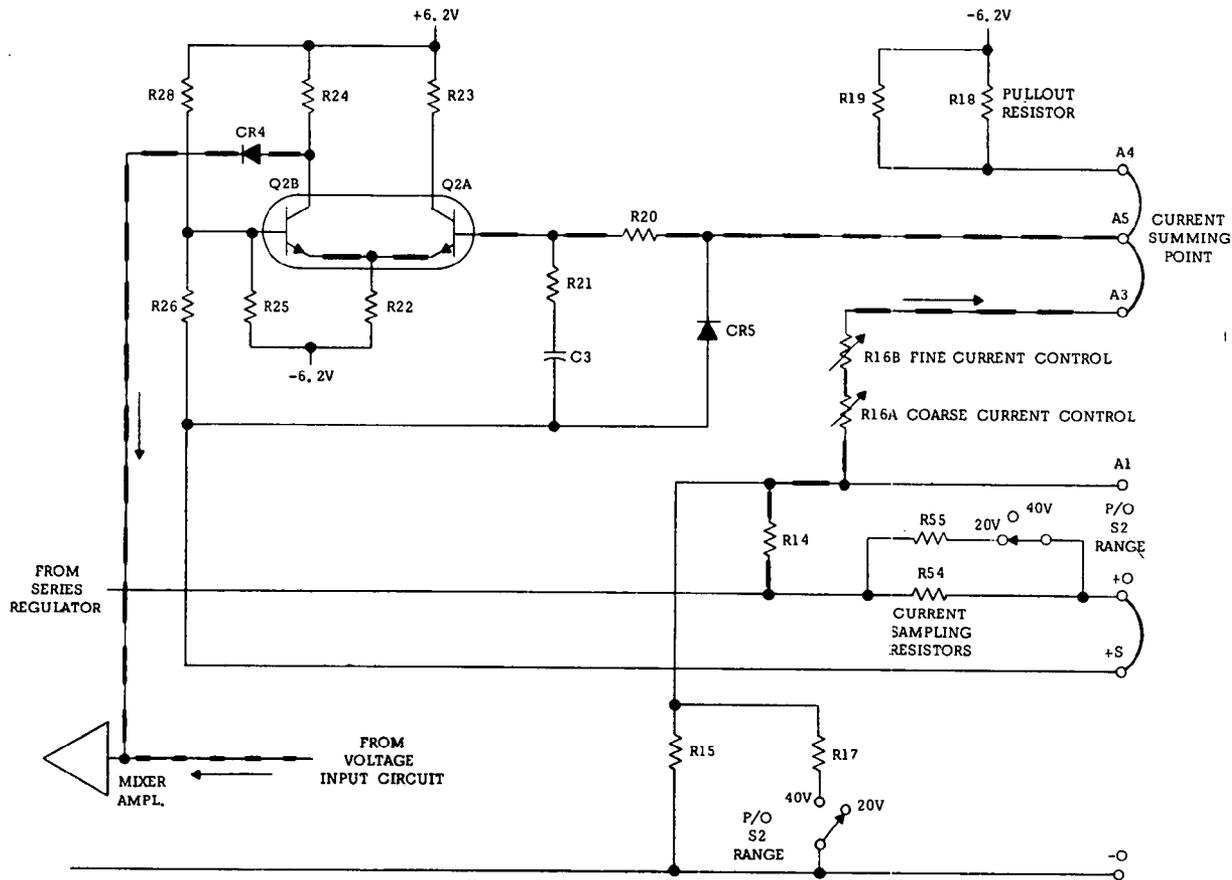 +6.2V
-6.2V
R28
R24
R23
R19
R18
PULLOUT
RESISTOR
CR4
A4
Q2B
Q2A
R20
A5
CURRENT
SUMMING
POINT
R26
R25
R22
R21
A3
CR5
C3
-6.2V
R16B FINE CURRENT CONTROL
R16A COARSE CURRENT CONTROL
A1
R14
R55
20V
40V
P/O
S2
RANGE
FROM
SERIES
REGULATOR
R54
+O
CURRENT
SAMPLING
RESISTORS
+S
R15
R17
FROM
VOLTAGE
INPUT CIRCUIT
MIXER
AMPL.
40V
20V
P/O
S2
RANGE
-O